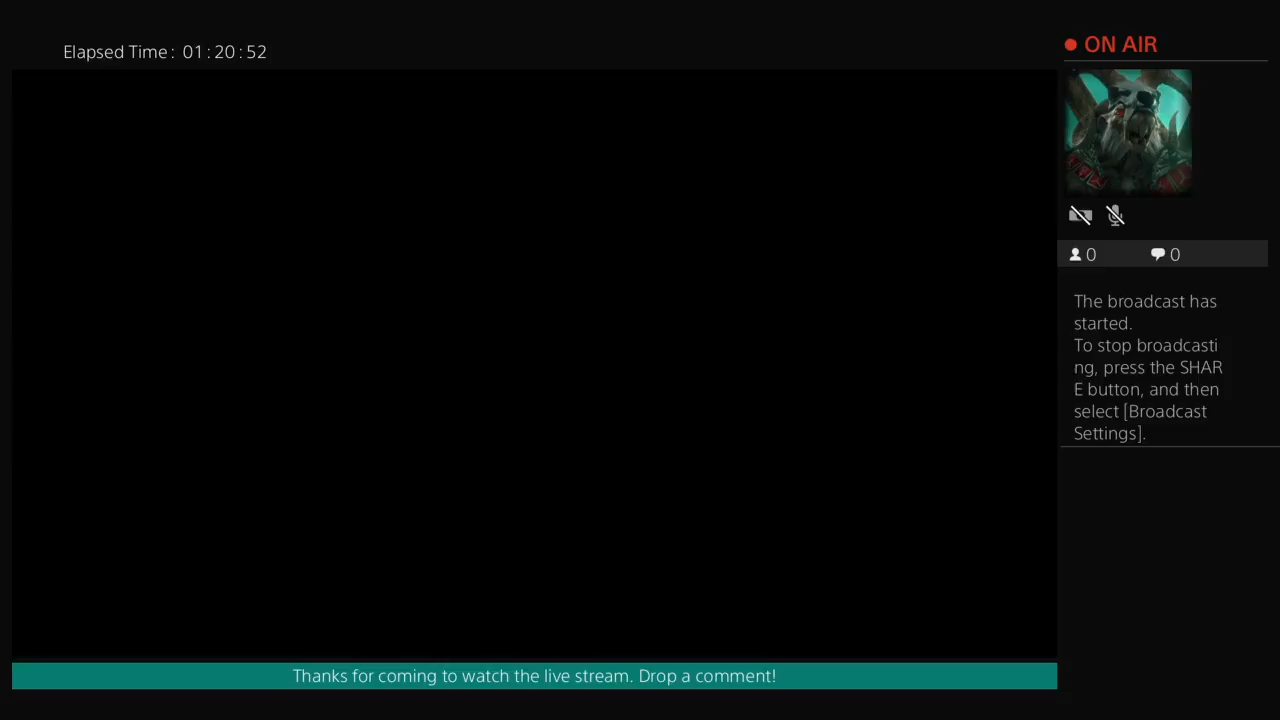 Elapsed Time: 01:20:52
ON AIR
0 0
The broadcast has
started.
To stop broadcasti
ng, press the SHAR
E button, and then
select [Broadcast
Settings].
Thanks for coming to watch the live stream. Drop a comment!